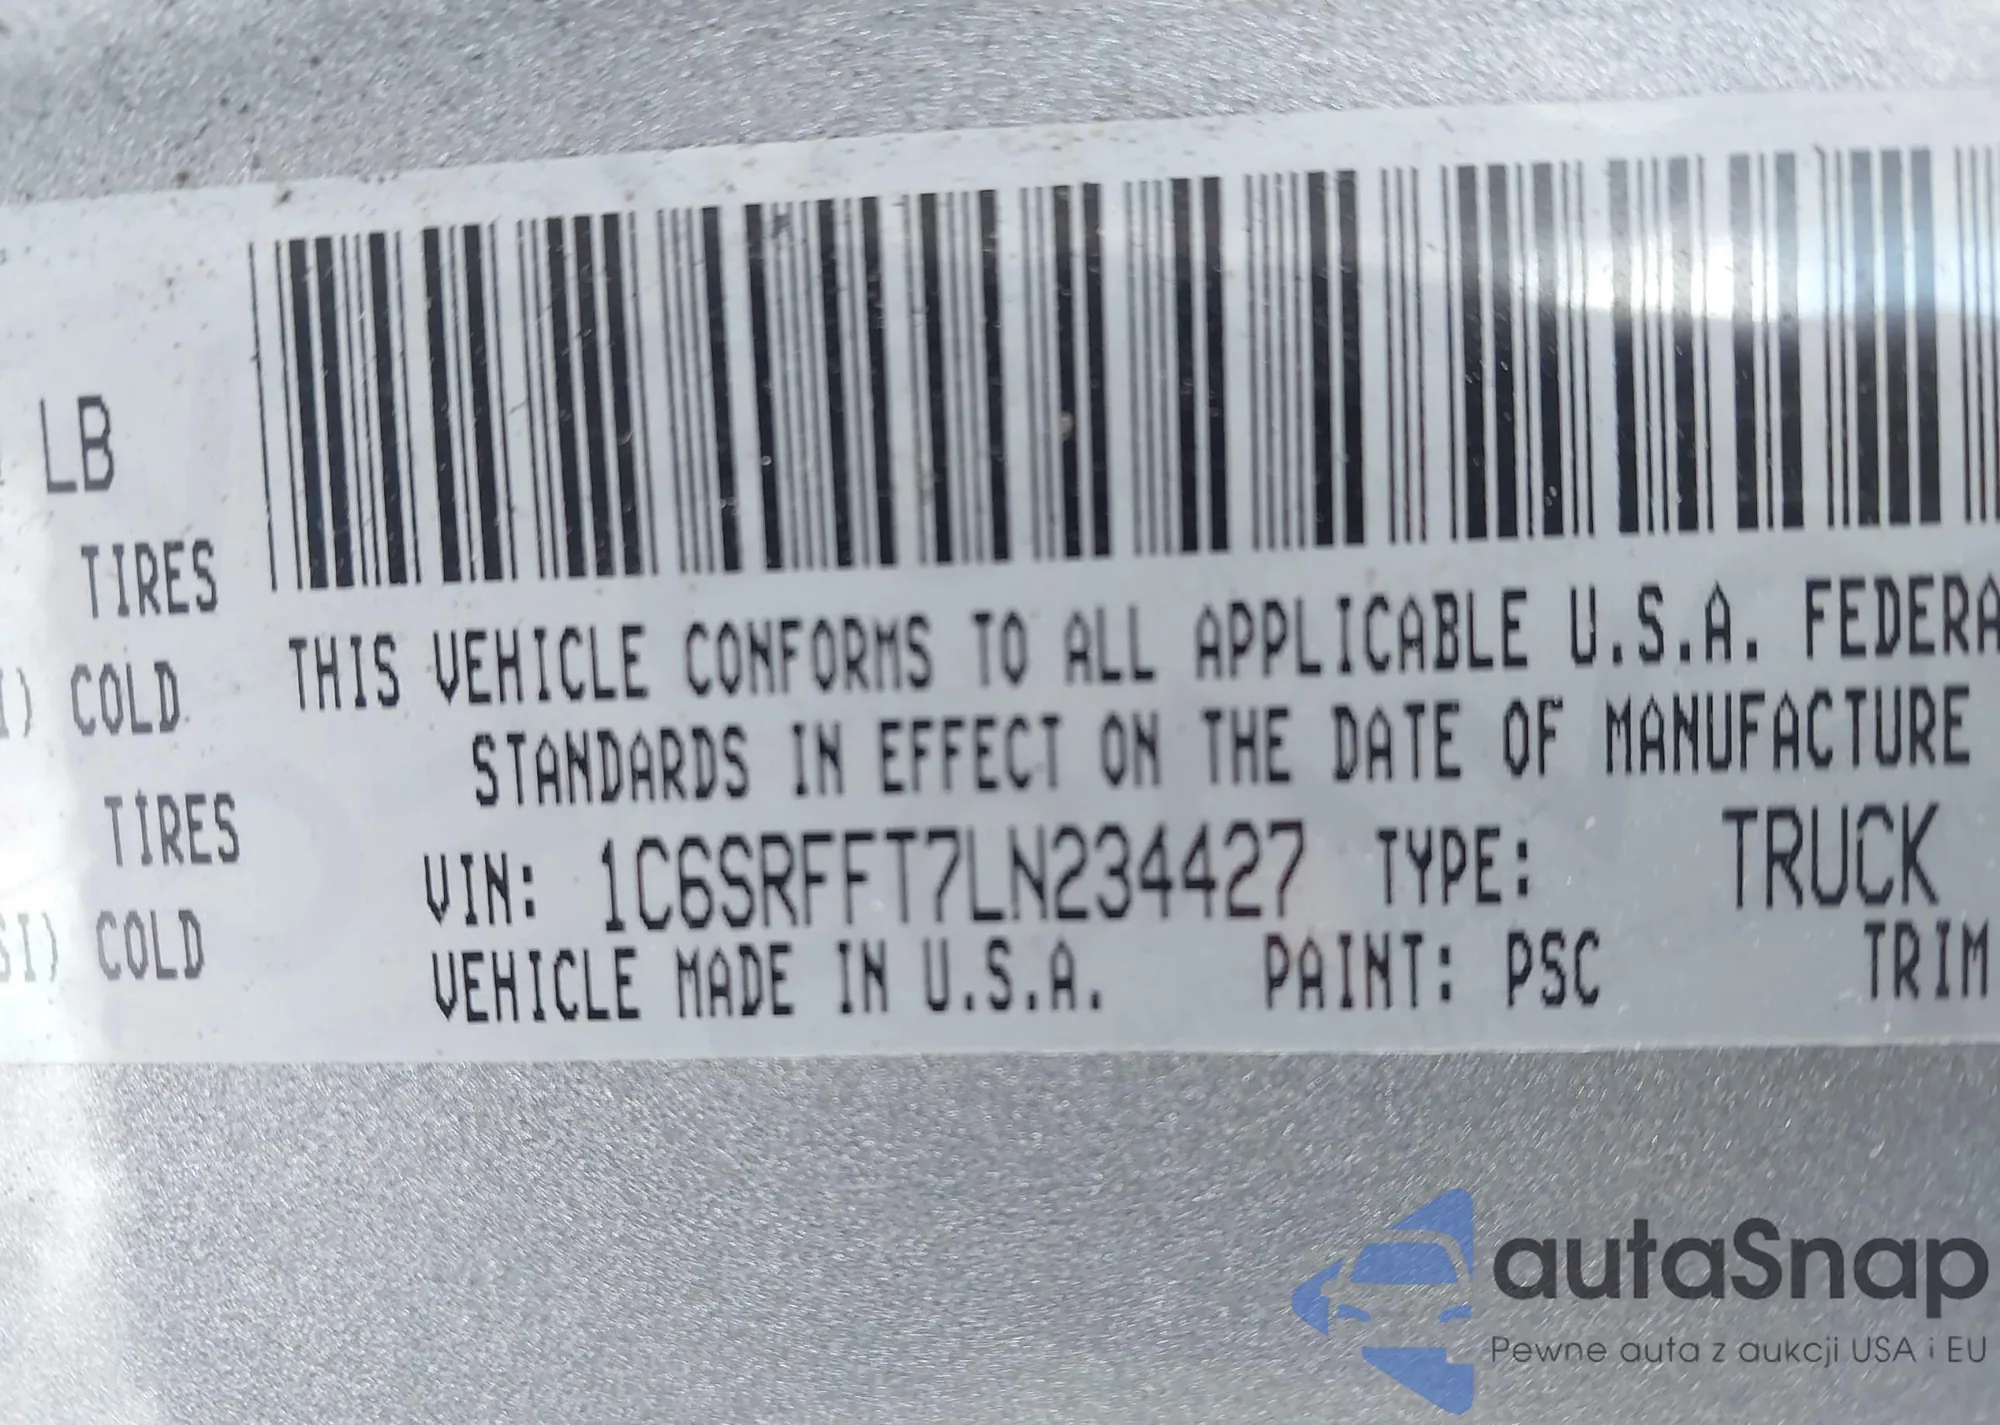 LB
TIRES
I) COLD
TIRES
SI) COLD
THIS VEHICLE CONFORMS TO ALL APPLICABLE U.S.A. FEDERA
STANDARDS IN EFFECT ON THE DATE OF MANUFACTURE
VIN: 1C6SRFFT7LN234427 TYPE: TRUCK
VEHICLE MADE IN U.S.A. PAINT: PSC TRIM
autaSnap
Pewne auta z aukcji USA i EU